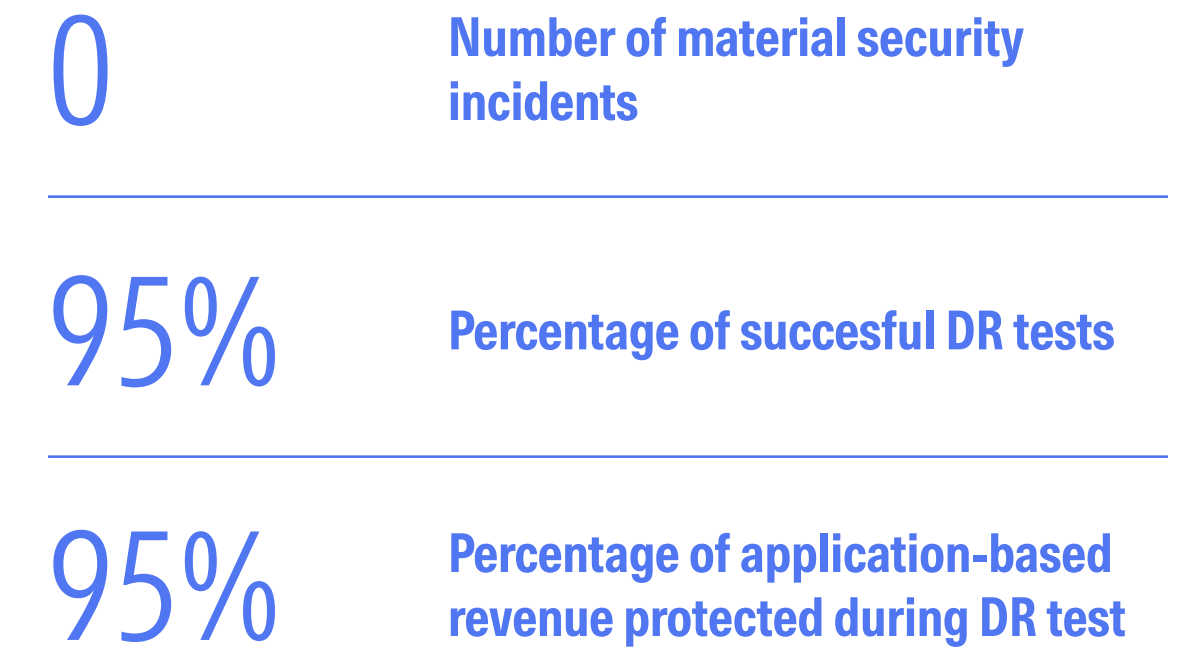 0
Number of material security
incidents
95%
Percentage of succesful DR tests
95%
Percentage of application-based
revenue protected during DR test